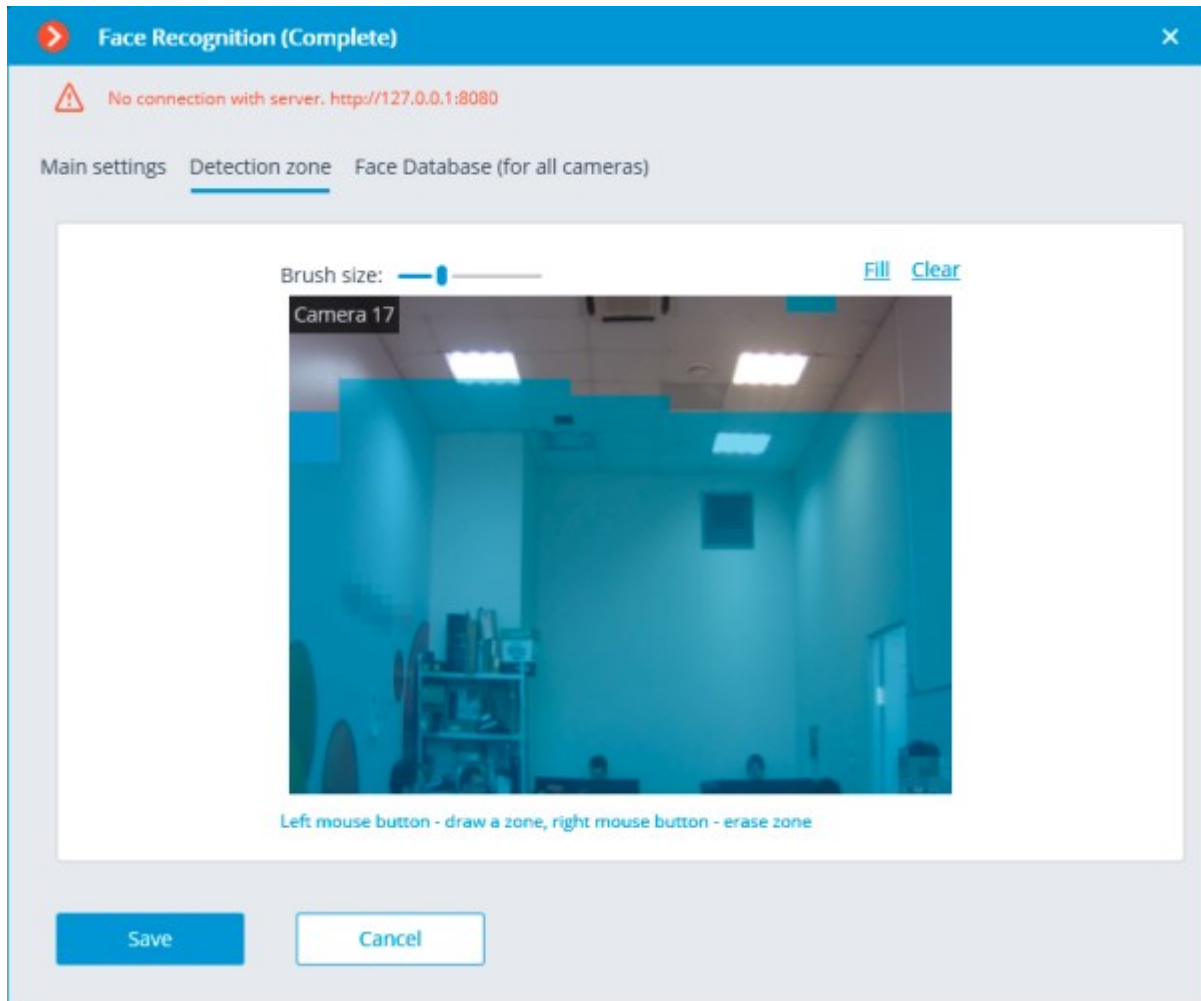 Face Recognition (Complete)
No connection with server. http://127.0.0.1:8080
Main settings Detection zone Face Database (for all cameras)
Brush size: Fill Clear
Camera 17
Left mouse button - draw a zone, right mouse button - erase zone
Save Cancel